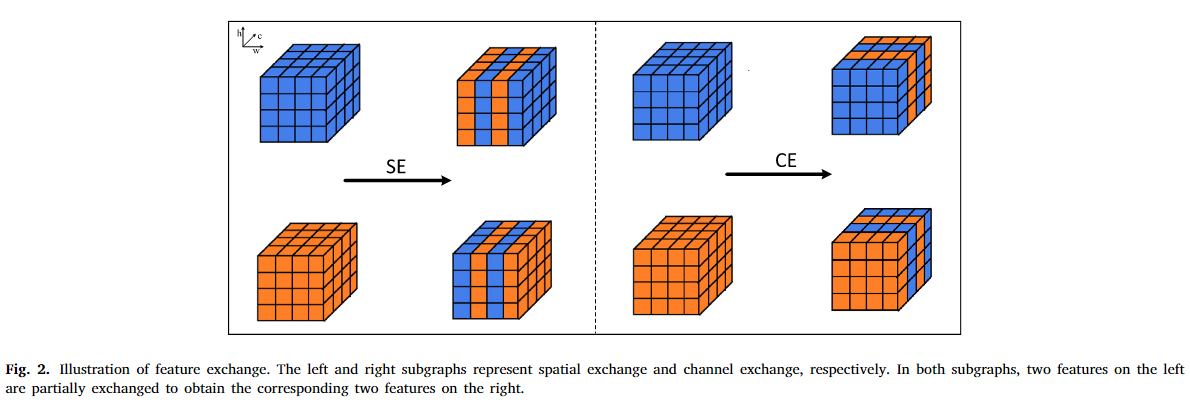 h
c
w
SE
CE
Fig. 2. Illustration of feature exchange. The left and right subgraphs represent spatial exchange and channel exchange, respectively. In both subgraphs, two features on the left
are partially exchanged to obtain the corresponding two features on the right.